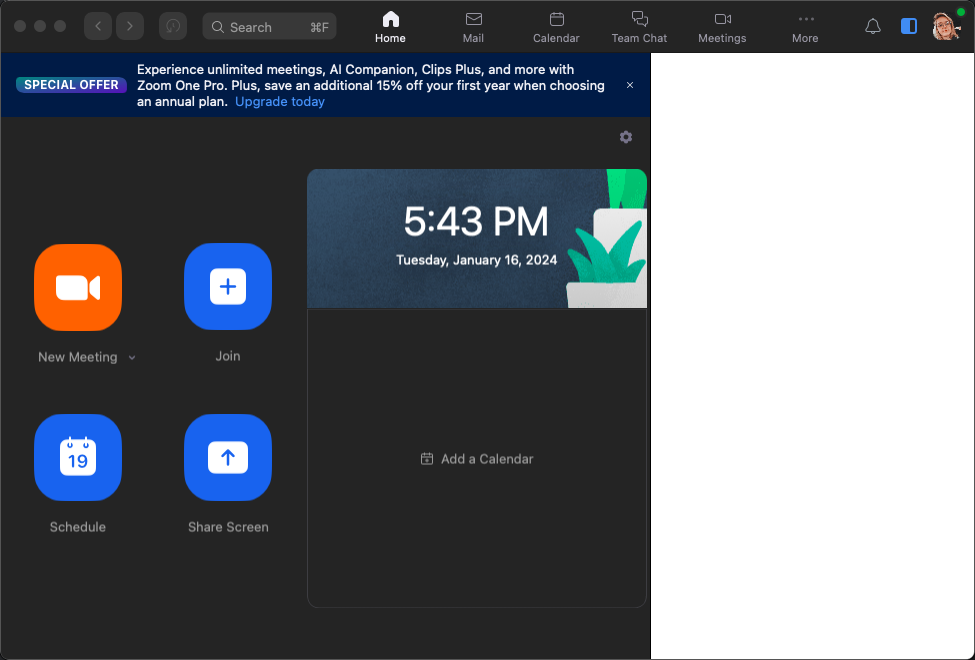 Search ⌘F
Home
Mail
Calendar
Team Chat
Meetings
More
SPECIAL OFFER
Experience unlimited meetings, AI Companion, Clips Plus, and more with
Zoom One Pro. Plus, save an additional 15% off your first year when choosing
an annual plan. Upgrade today
5:43 PM
Tuesday, January 16, 2024
New Meeting
Join
19
Schedule
Share Screen
Add a Calendar